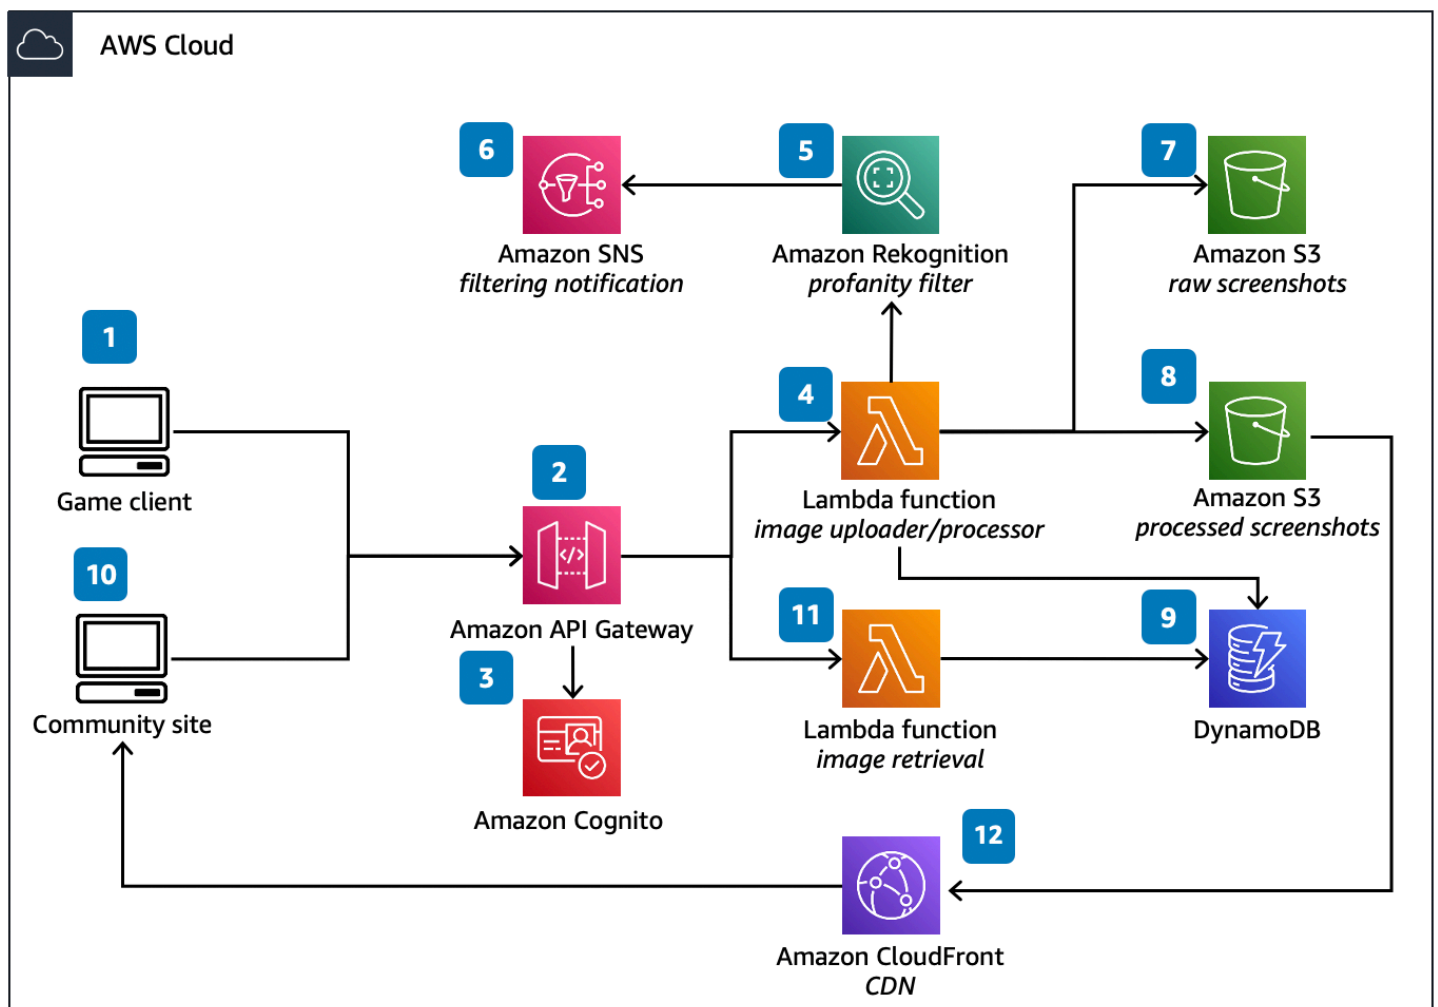 AWS Cloud
6
5
7
Amazon SNS
filtering notification
Amazon Rekognition
profanity filter
Amazon S3
raw screenshots
1
Game client
4
8
Lambda function
image uploader/processor
Amazon S3
processed screenshots
2
Amazon API Gateway
10
Community site
3
Amazon Cognito
11
Lambda function
image retrieval
9
DynamoDB
12
Amazon CloudFront
CDN